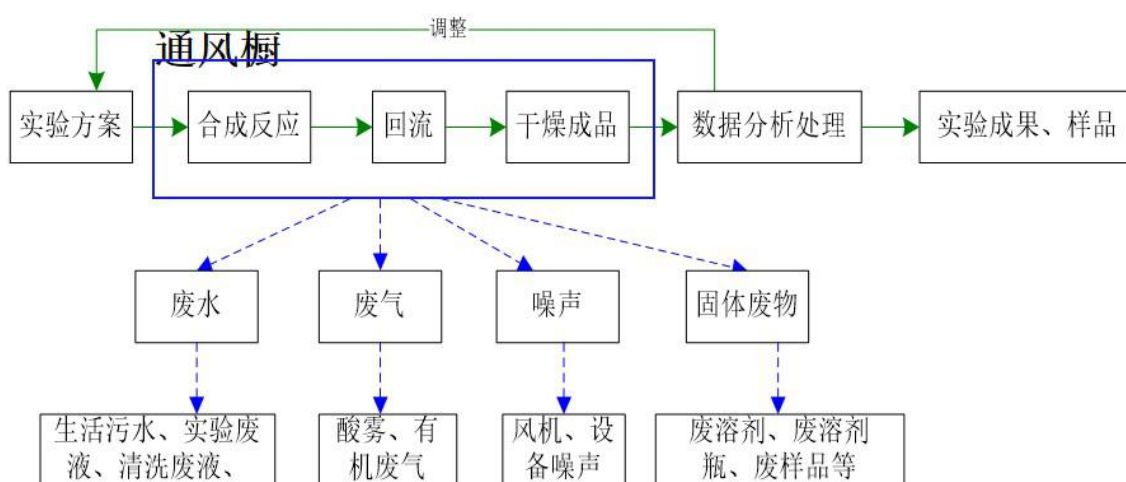 调整
通风橱
实验方案
合成反应
回流
干燥成品
数据分析处理
实验成果、样品
废水
废气
噪声
固体废物
生活污水、实验废
液、清洗废液、
酸雾、有
机废气
风机、设
备噪声
废溶剂、废溶剂
瓶、废样品等